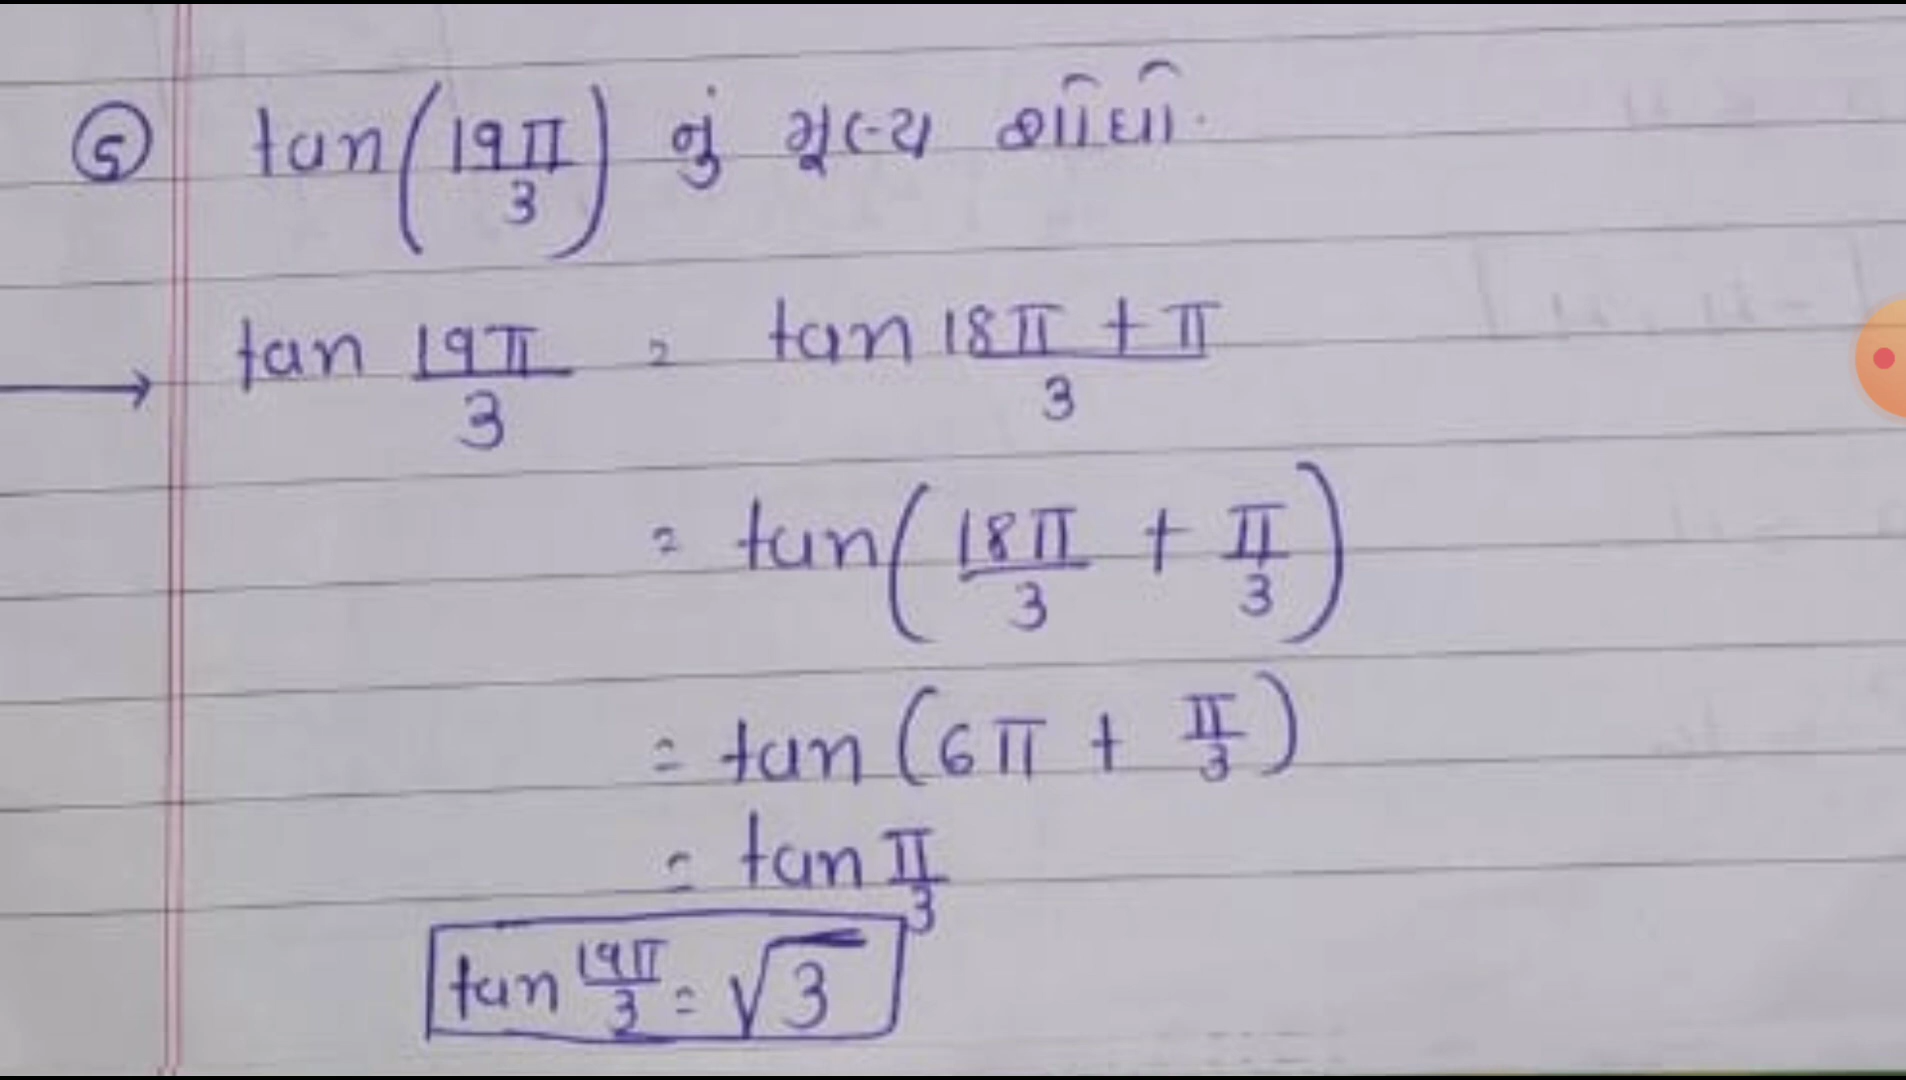 5 tan(19π/3) નું મૂલ્ય શોધો.
→ tan 19π/3 = tan 18π + π/3
= tan(18π/3 + π/3)
= tan (6π + π/3)
= tan π/3
tan 19π/3 = √3